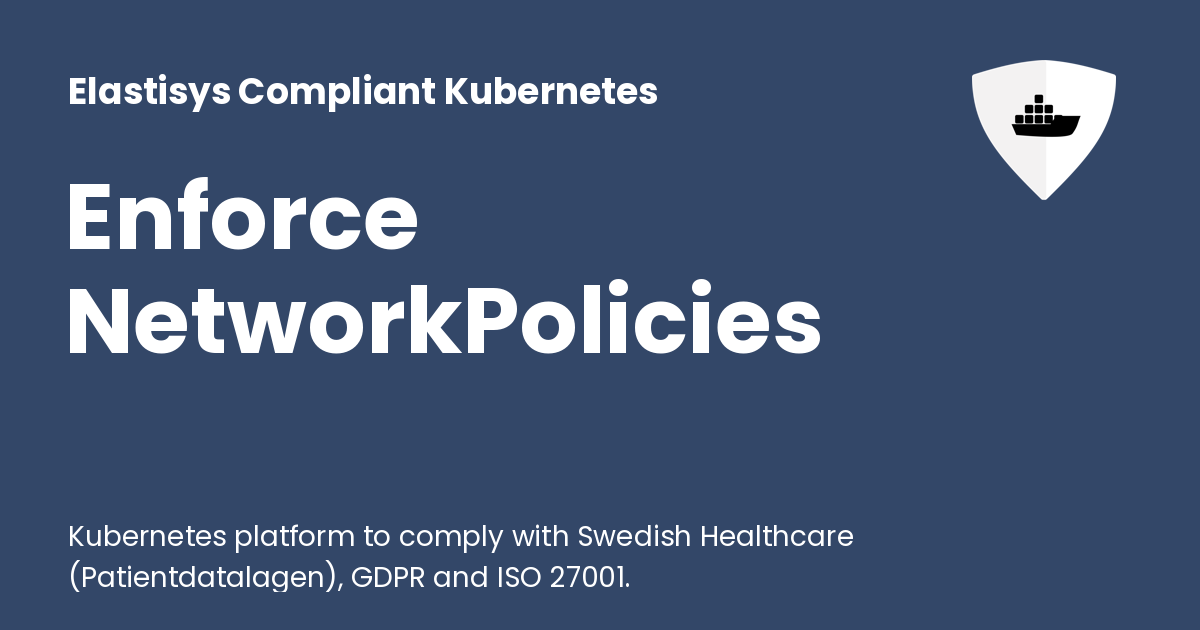 Elastisys Compliant Kubernetes
Enforce
NetworkPolicies
Kubernetes platform to comply with Swedish Healthcare
(Patientdatalagen), GDPR and ISO 27001.